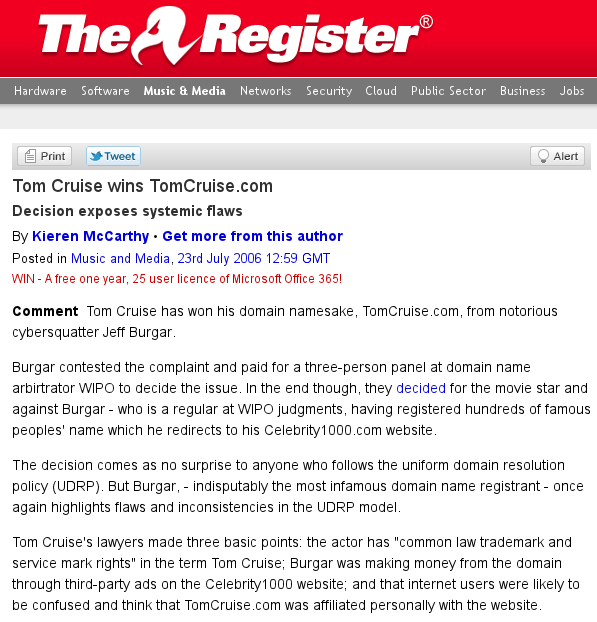 The Register®
Hardware Software Music & Media Networks Security Cloud Public Sector Business Jobs
Print Tweet Alert
Tom Cruise wins TomCruise.com
Decision exposes systemic flaws
By Kieren McCarthy • Get more from this author
Posted in Music and Media, 23rd July 2006 12:59 GMT
WIN - A free one year, 25 user licence of Microsoft Office 365!
Comment Tom Cruise has won his domain namesake, TomCruise.com, from notorious
cybersquatter Jeff Burgar.
Burgar contested the complaint and paid for a three-person panel at domain name
arbirtrator WIPO to decide the issue. In the end though, they decided for the movie star and
against Burgar - who is a regular at WIPO judgments, having registered hundreds of famous
peoples' name which he redirects to his Celebrity1000.com website.
The decision comes as no surprise to anyone who follows the uniform domain resolution
policy (UDRP). But Burgar, - indisputably the most infamous domain name registrant - once
again highlights flaws and inconsistencies in the UDRP model.
Tom Cruise's lawyers made three basic points: the actor has "common law trademark and
service mark rights" in the term Tom Cruise; Burgar was making money from the domain
through third-party ads on the Celebrity1000 website; and that internet users were likely to
be confused and think that TomCruise.com was affiliated personally with the website.